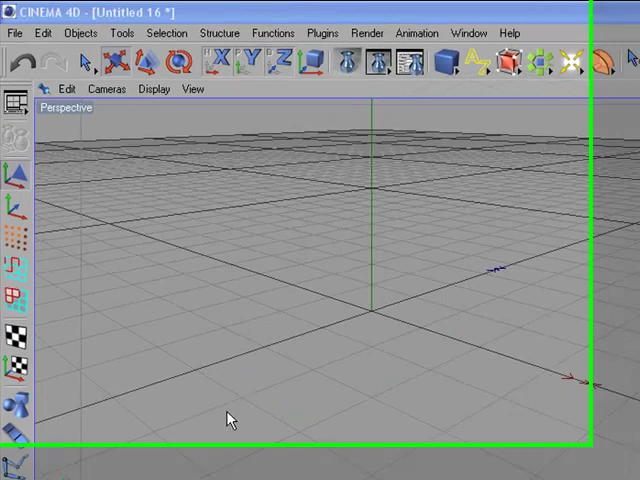 CINEMA 4D - [Untitled 16 *]
File Edit Objects Tools Selection Structure Functions Plugins Render Animation Window Help
X Y Z
Edit Cameras Display View
Perspective